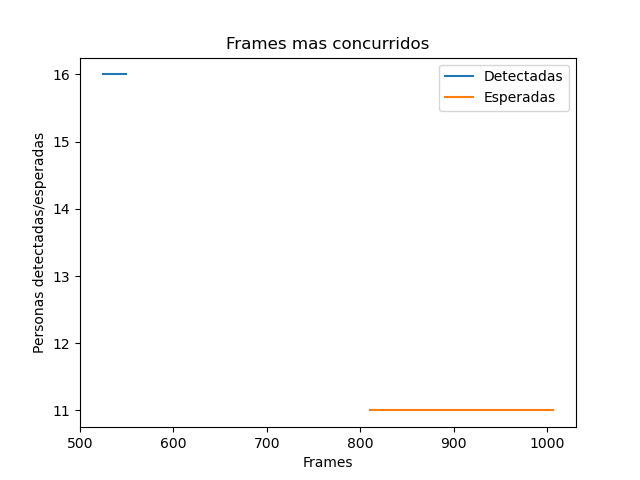 Frames mas concurridos
Detectadas
Esperadas
Personas detectadas/esperadas
16
15
14
13
12
11
500
600
700
800
900
1000
Frames